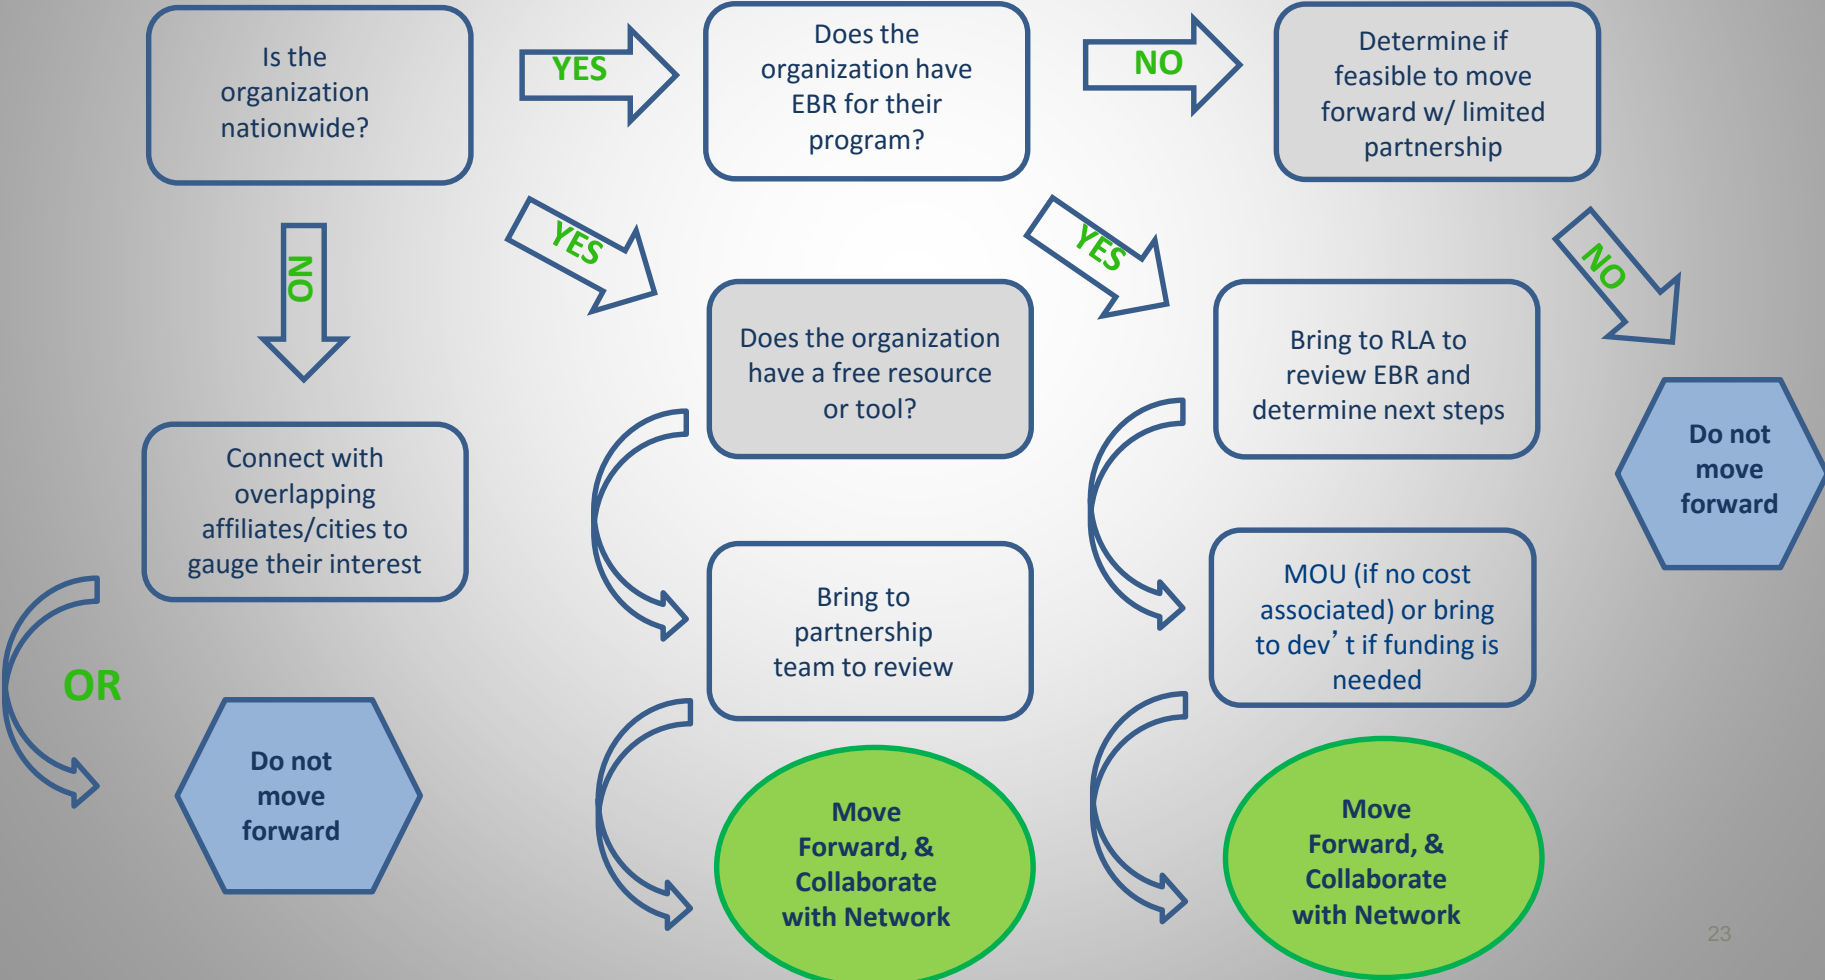 Is the
organization
nationwide?
YES
Does the
organization have
EBR for their
program?
NO
Determine if
feasible to move
forward w/ limited
partnership
NO
YES
YES
NO
Does the organization
have a free resource
or tool?
Bring to RLA to
review EBR and
determine next steps
Do not
move
forward
Connect with
overlapping
affiliates/cities to
gauge their interest
Bring to
partnership
team to review
MOU (if no cost
associated) or bring
to dev’t if funding is
needed
OR
Do not
move
forward
Move
Forward, &
Collaborate
with Network
Move
Forward, &
Collaborate
with Network
23